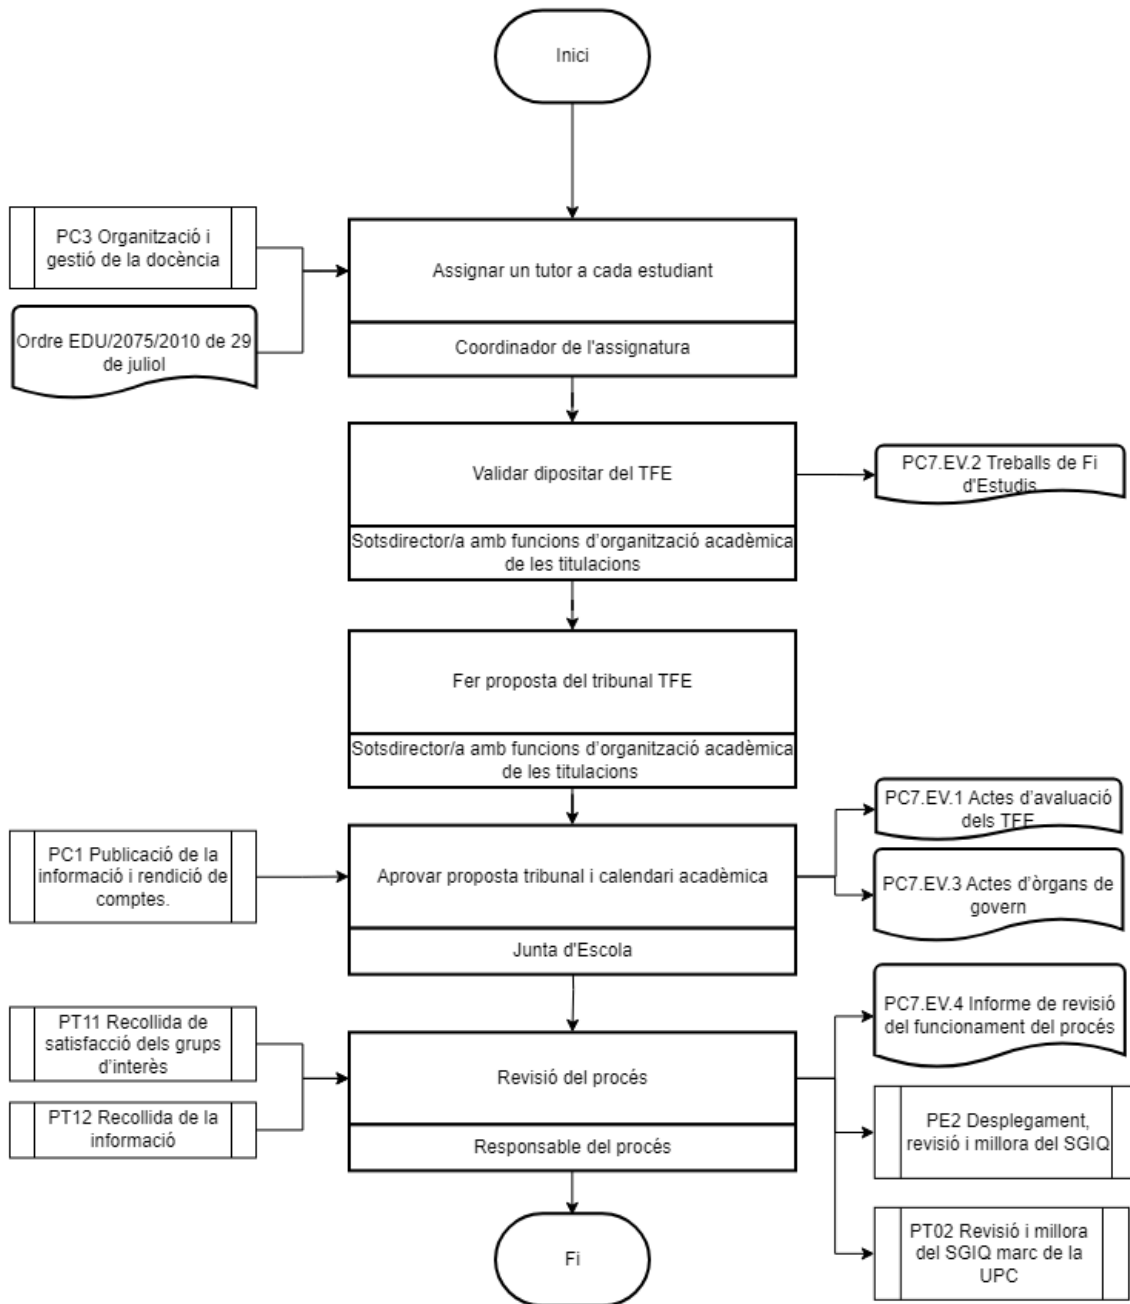 Inici
PC3 Organització i
gestió de la docència
Ordre EDU/2075/2010 de 29
de juliol
Assignar un tutor a cada estudiant
Coordinador de l'assignatura
Validar dipositar del TFE
Sotsdirector/a amb funcions d’organització acadèmica
de les titulacions
PC7.EV.2 Treballs de Fi
d'Estudis
Fer proposta del tribunal TFE
Sotsdirector/a amb funcions d’organització acadèmica
de les titulacions
PC1 Publicació de la
informació i rendició de
comptes.
Aprovar proposta tribunal i calendari acadèmica
Junta d'Escola
PC7.EV.1 Actes d’avaluació
dels TFE
PC7.EV.3 Actes d’òrgans de
govern
PT11 Recollida de
satisfacció dels grups
d’interès
PT12 Recollida de la
informació
Revisió del procés
Responsable del procés
PC7.EV.4 Informe de revisió
del funcionament del procés
PE2 Desplegament,
revisió i millora del SGIQ
PT02 Revisió i millora
del SGIQ marc de la
UPC
Fi